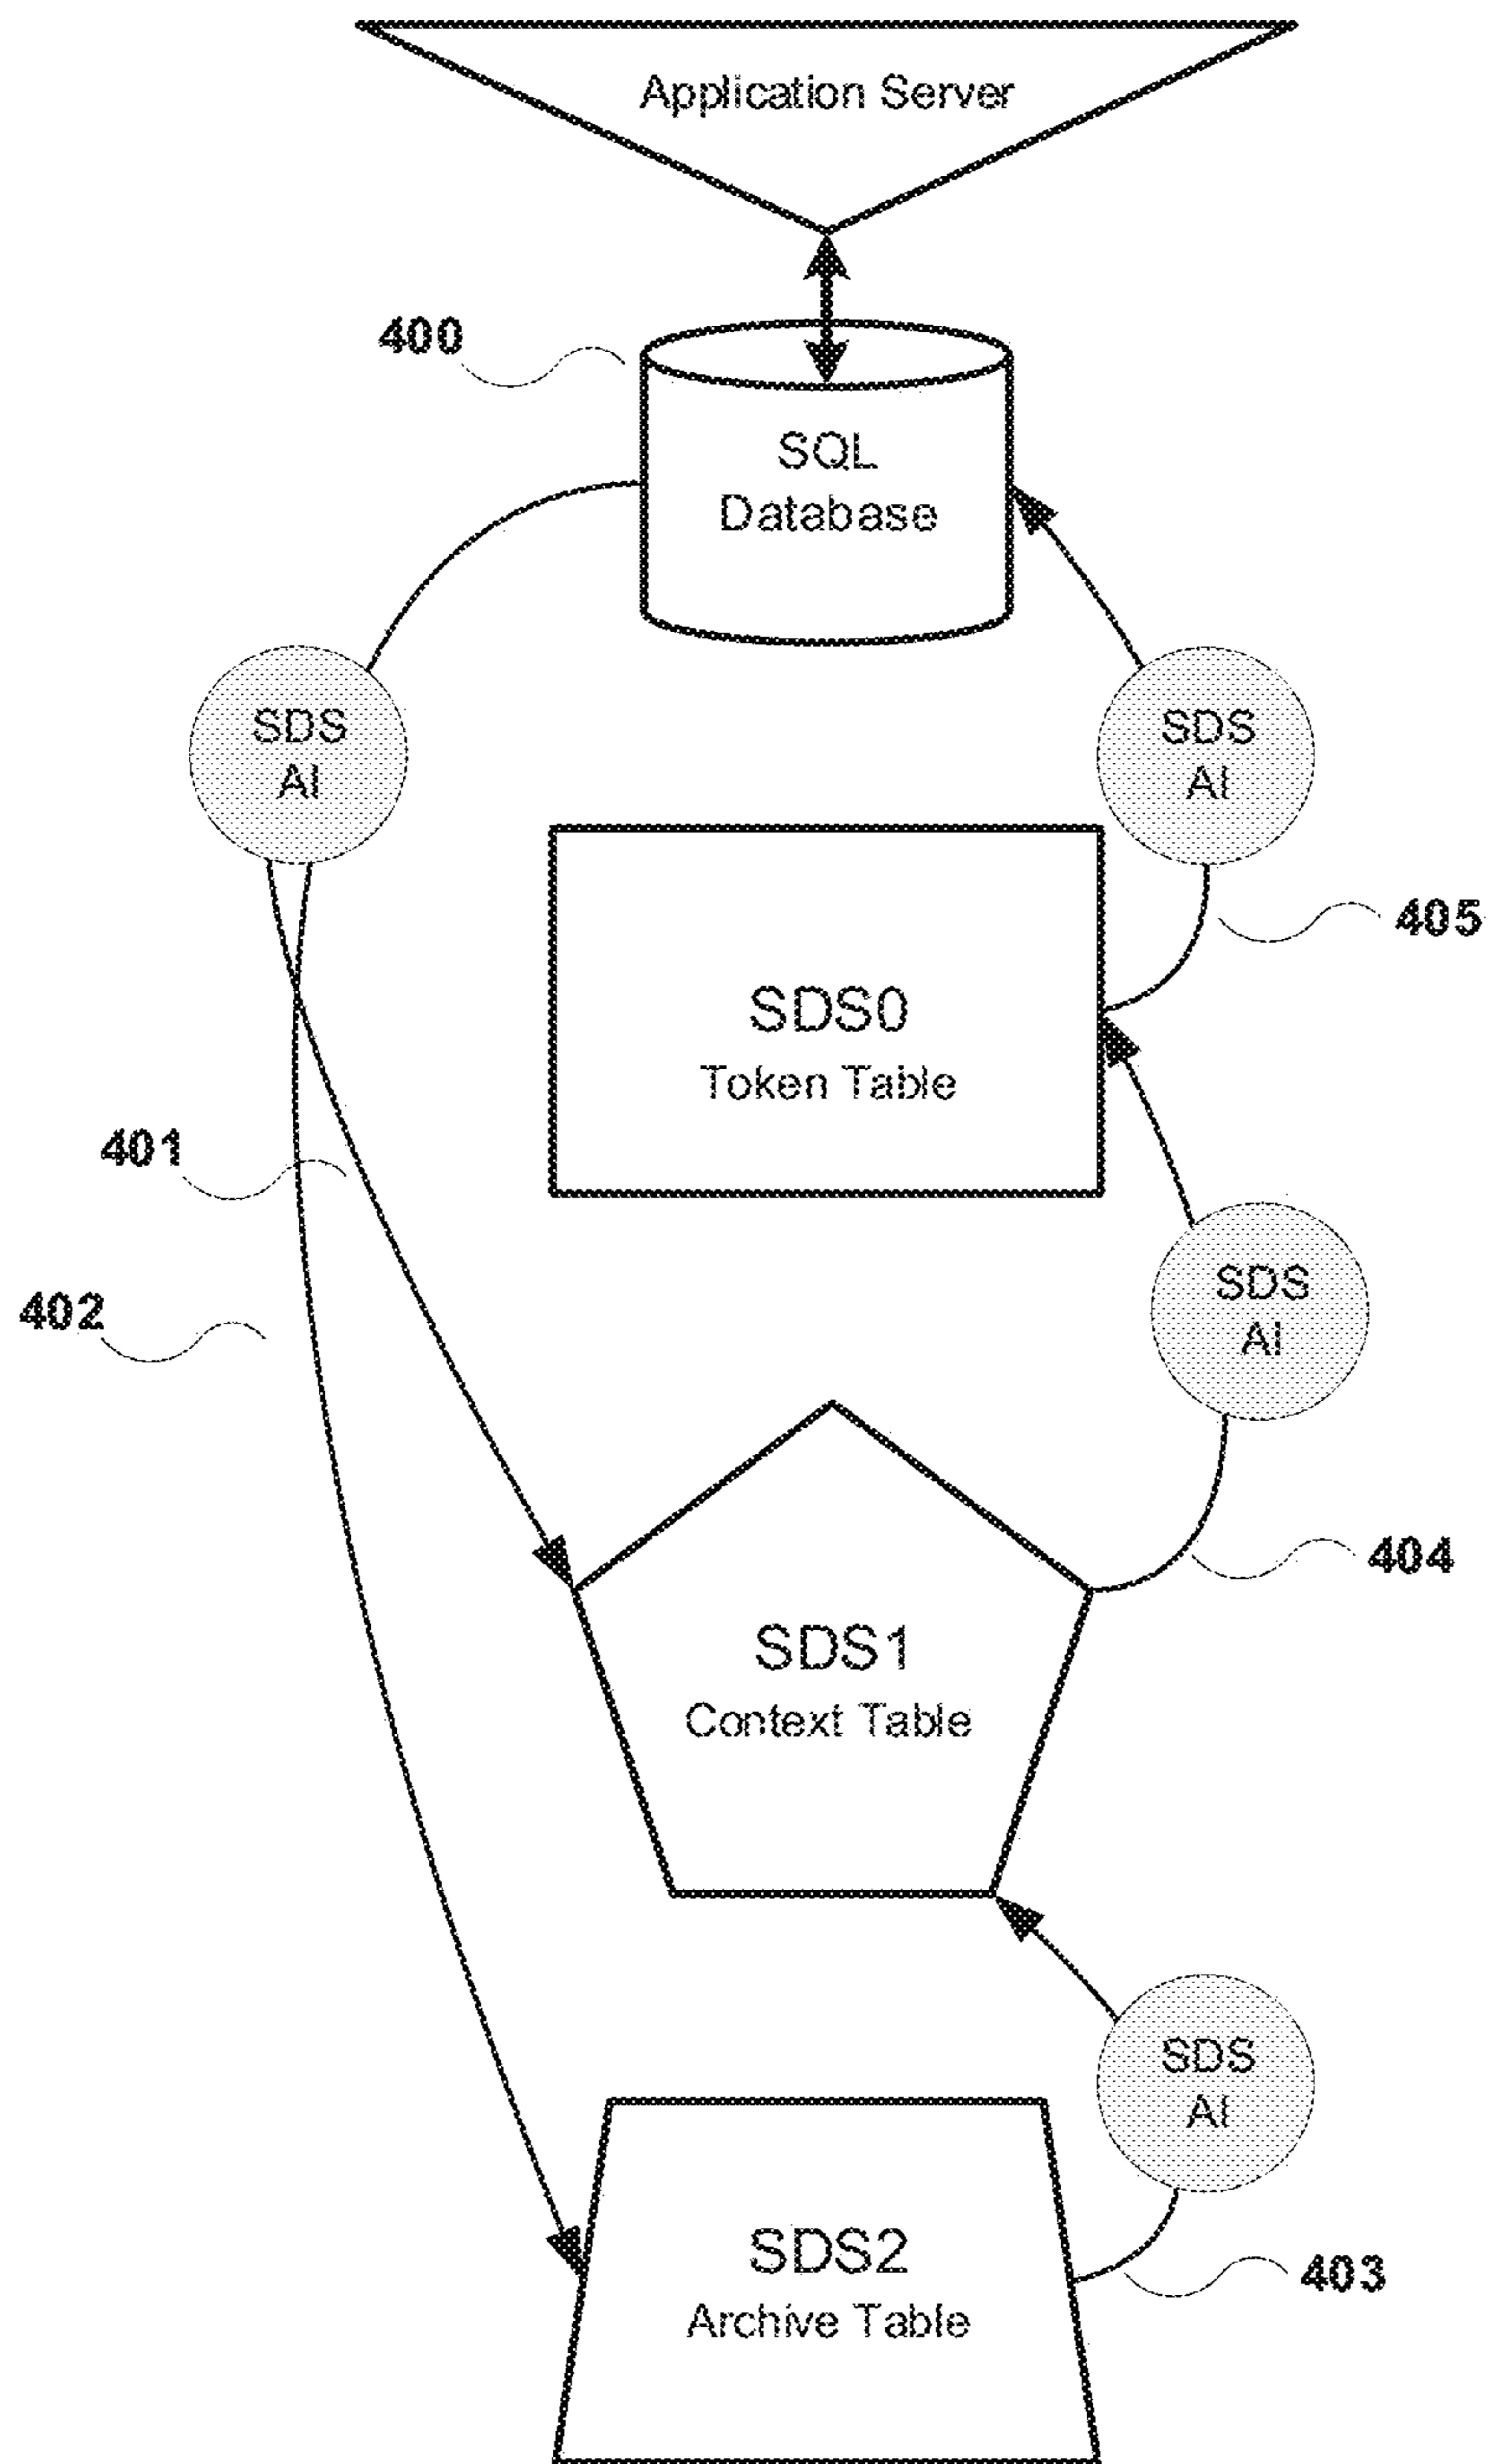 Application Server
400
SQL
Database
SDS
AI
SDS
AI
405
SDS0
Token Table
401
402
SDS
AI
404
SDS1
Context Table
SDS
AI
SDS2
Archive Table
403